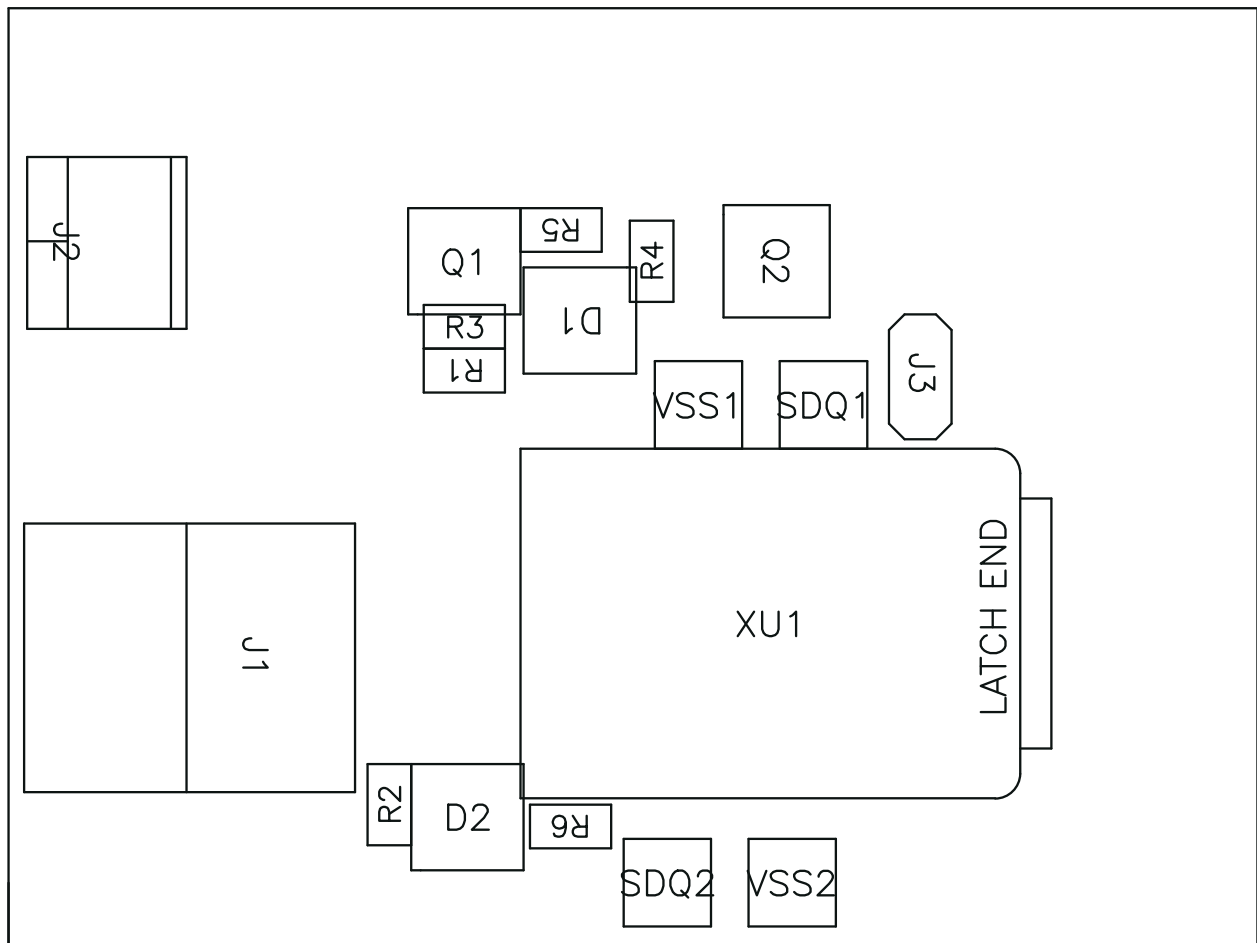 J2
Q1
R5
R4
Q2
R3
D1
R1
J3
VSS1
SDQ1
J1
XU1
LATCH END
R2
D2
R6
SDQ2
VSS2